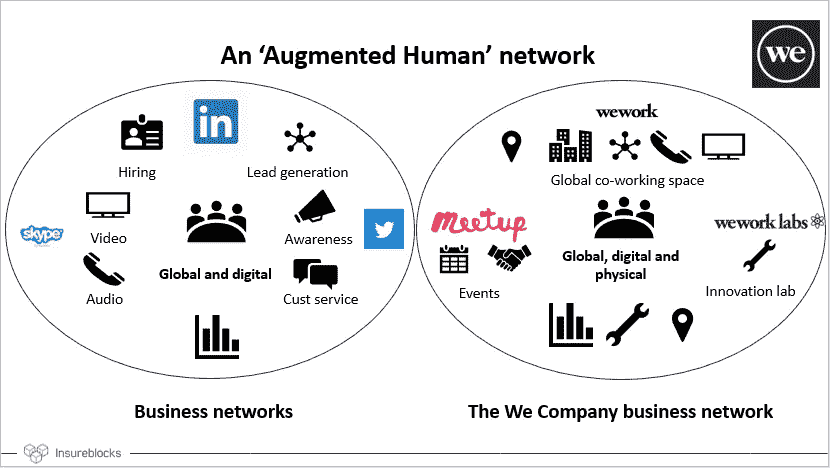 An ‘Augmented Human’ network
we
in
Hiring
Lead generation
skype
Video
Awareness
Global and digital
Audio
Cust service
Business networks
wework
Global co-working space
Meetup
wework labs
Global, digital and
physical
Events
Innovation lab
The We Company business network
Insureblocks